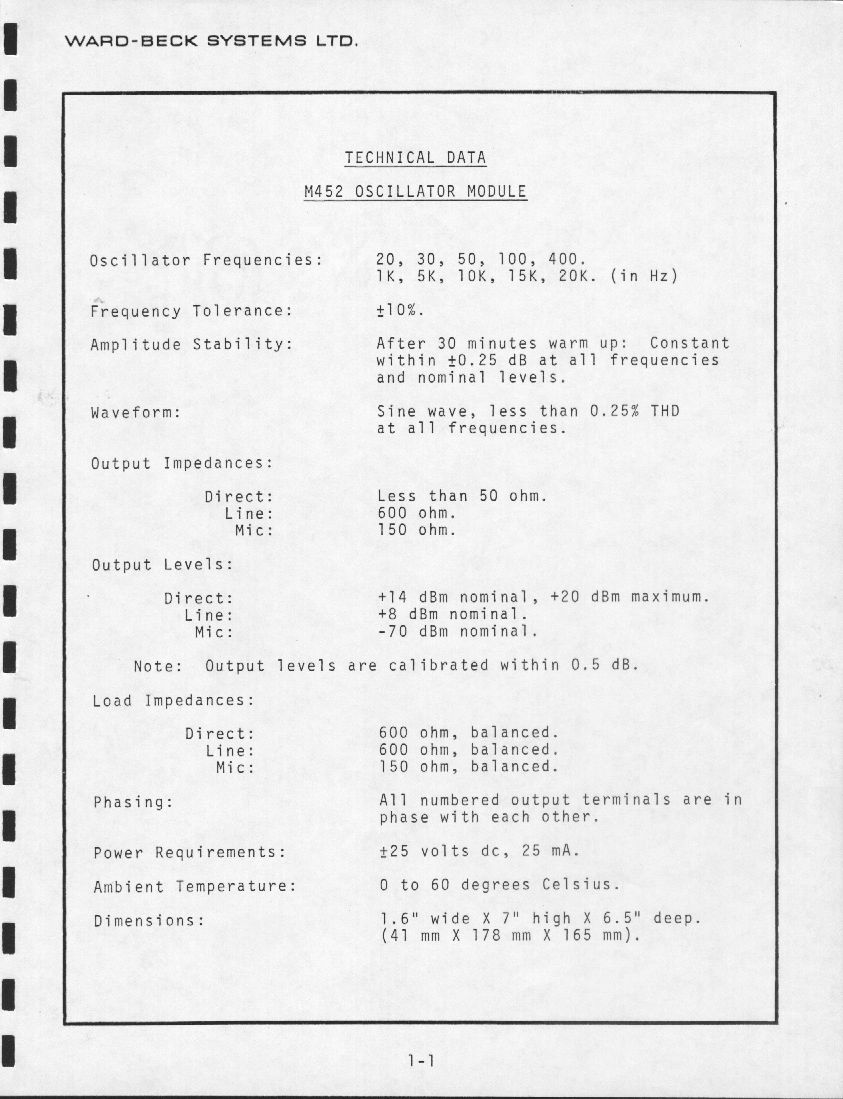 WARD-BECK SYSTEMS LTD.
TECHNICAL DATA
M452 OSCILLATOR MODULE
Oscillator Frequencies: 20, 30, 50, 100, 400.
1K, 5K, 10K, 15K, 20K. (in Hz)
Frequency Tolerance: ±10%.
Amplitude Stability: After 30 minutes warm up: Constant
within ±0.25 dB at all frequencies
and nominal levels.
Waveform: Sine wave, less than 0.25% THD
at all frequencies.
Output Impedances:
Direct: Less than 50 ohm.
Line: 600 ohm.
Mic: 150 ohm.
Output Levels:
Direct: +14 dBm nominal, +20 dBm maximum.
Line: +8 dBm nominal.
Mic: -70 dBm nominal.
Note: Output levels are calibrated within 0.5 dB.
Load Impedances:
Direct: 600 ohm, balanced.
Line: 600 ohm, balanced.
Mic: 150 ohm, balanced.
Phasing: All numbered output terminals are in
phase with each other.
Power Requirements: ±25 volts dc, 25 mA.
Ambient Temperature: 0 to 60 degrees Celsius.
Dimensions: 1.6" wide X 7" high X 6.5" deep.
(41 mm X 178 mm X 165 mm).
1-1